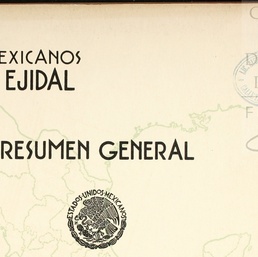 EXICANOS
EJIDAL
RESUMEN GENERAL
ESTADOS UNIDOS MEXICANOS